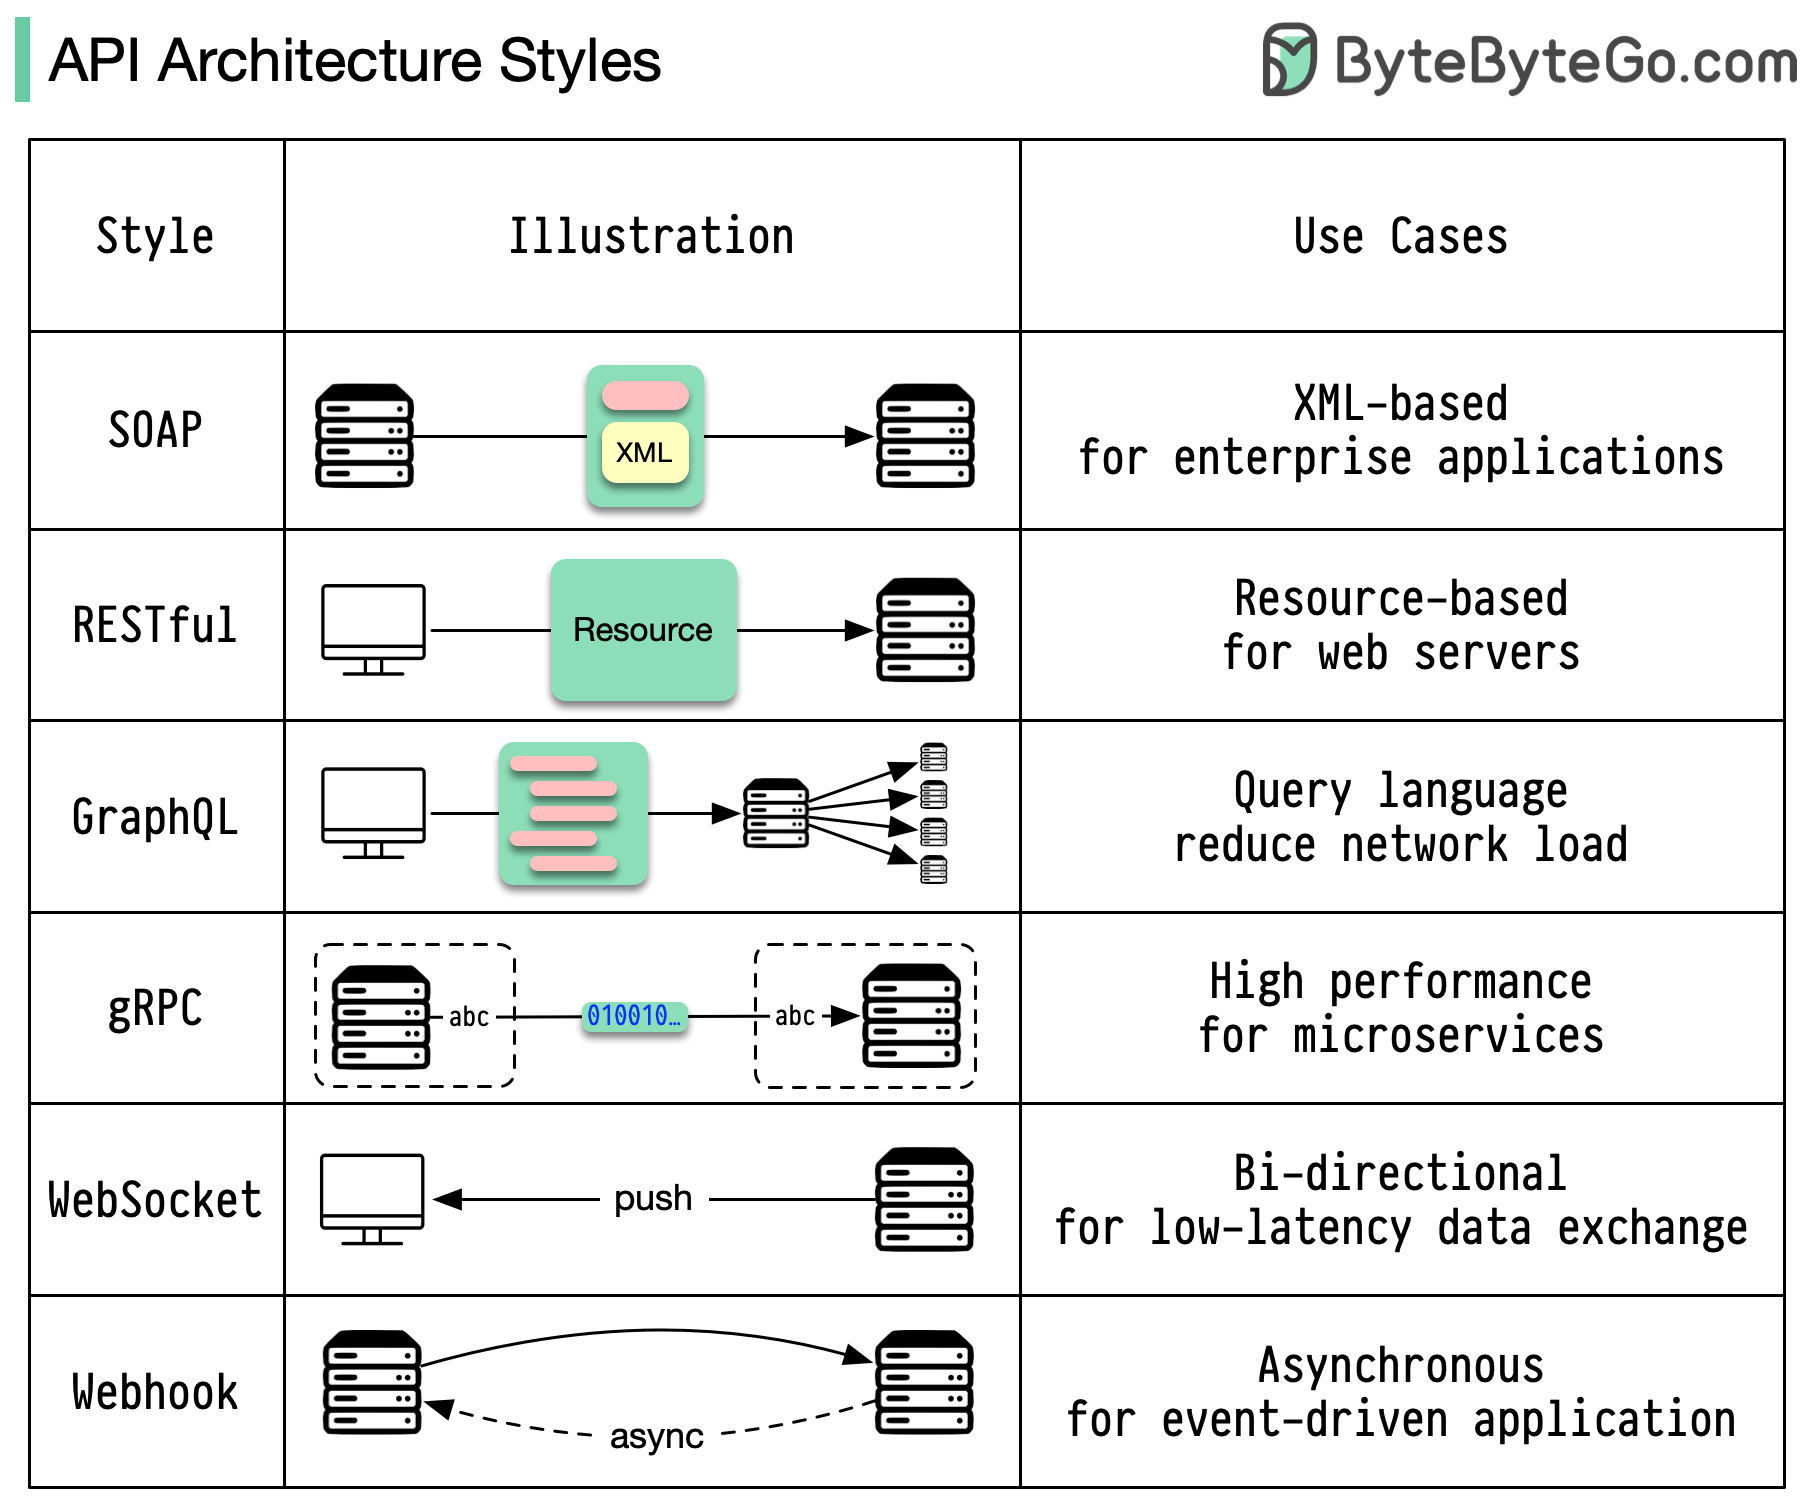 API Architecture Styles
ByteByteGo.com
Style
Illustration
Use Cases
SOAP
XML
XML-based
for enterprise applications
RESTful
Resource
Resource-based
for web servers
GraphQL
Query language
reduce network load
gRPC
abc
010010…
abc
High performance
for microservices
WebSocket
push
Bi-directional
for low-latency data exchange
Webhook
async
Asynchronous
for event-driven application